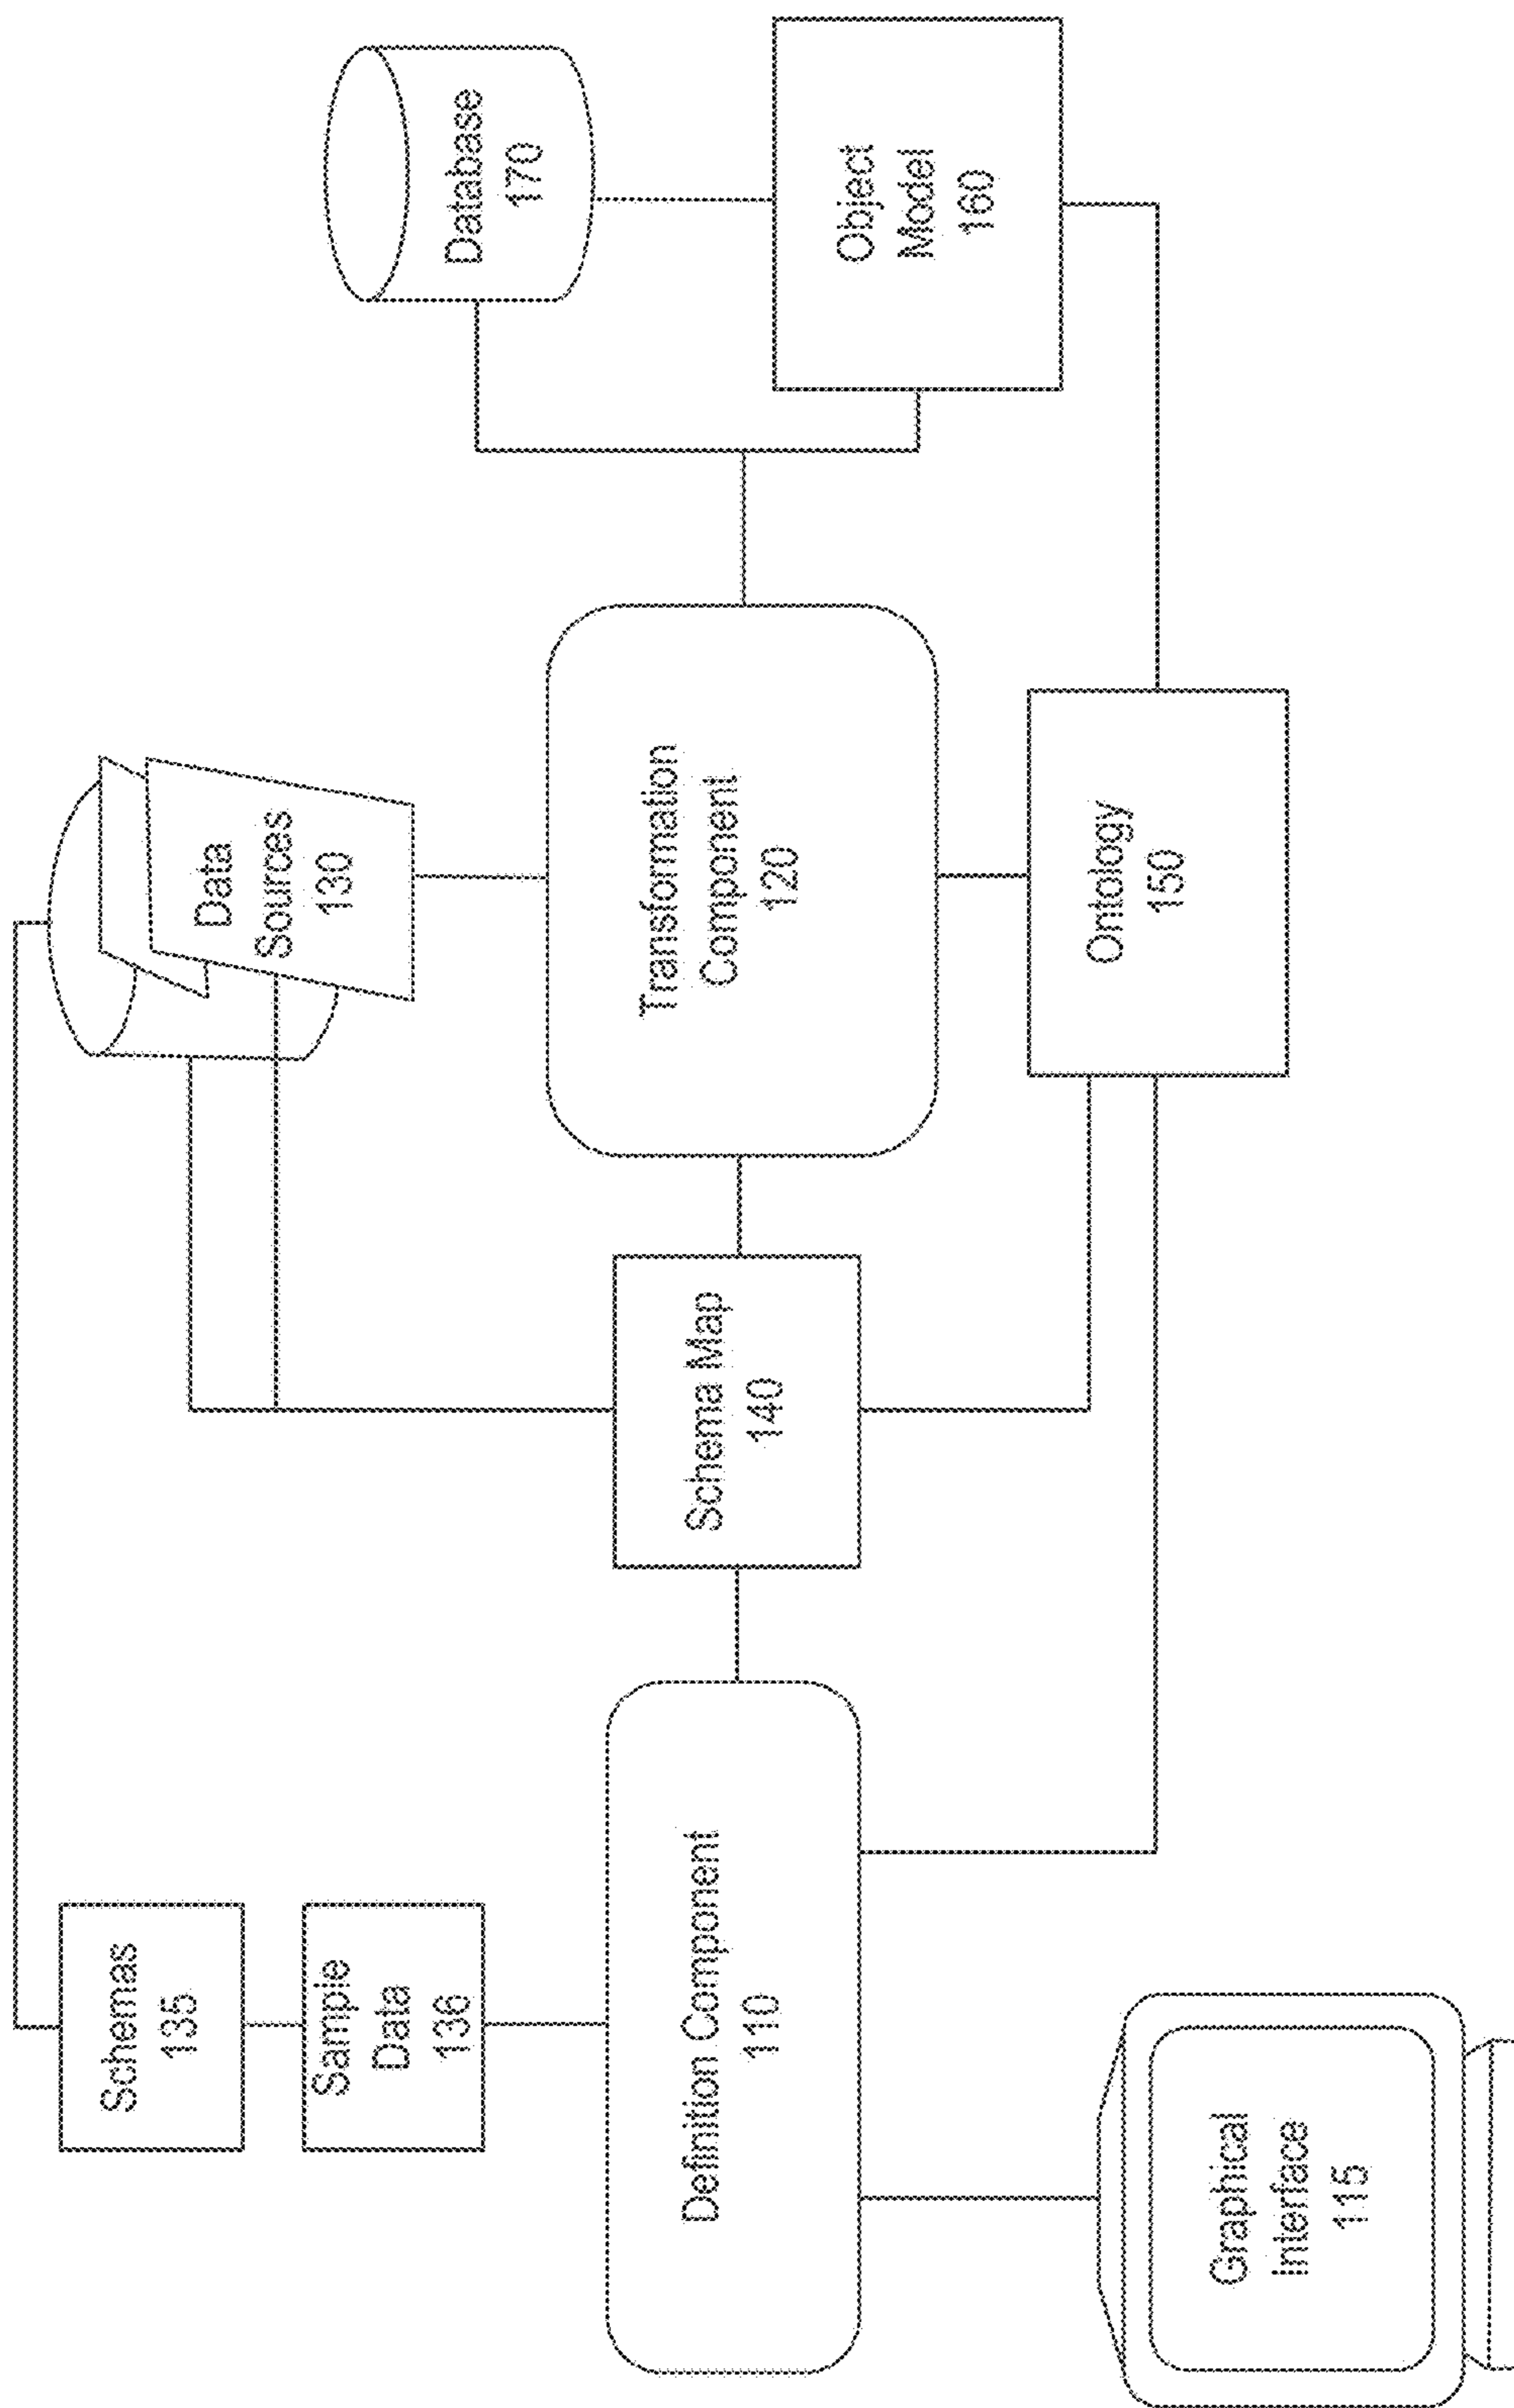 Schemas
135
Sample
Data
136
Definition Component
110
Graphical
Interface
115
Schema Map
140
Data
Sources
130
Transformation
Component
120
Ontology
150
Database
170
Object
Model
160